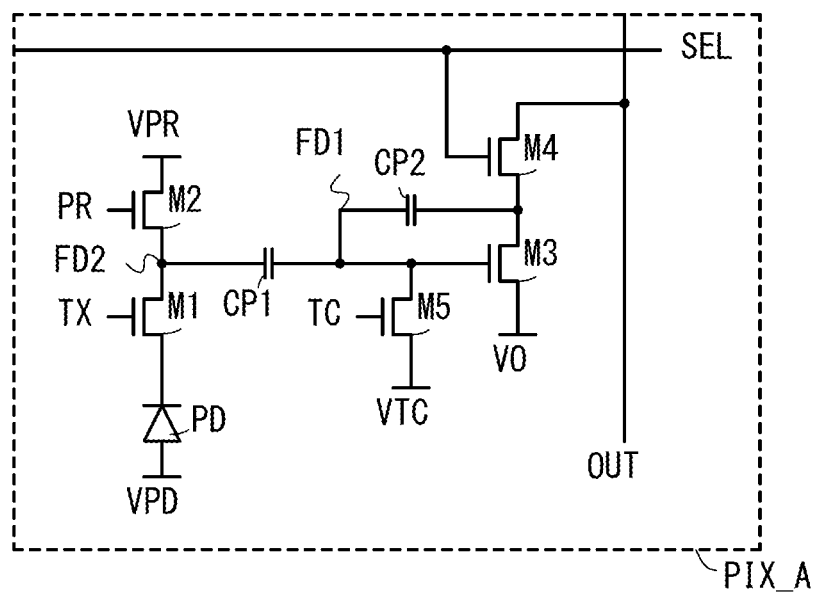 SEL
VPR
FD1
CP2
M4
PR
M2
FD2
M3
TX
M1
CP1
TC
M5
VO
VTC
PD
OUT
VPD
PIX_A